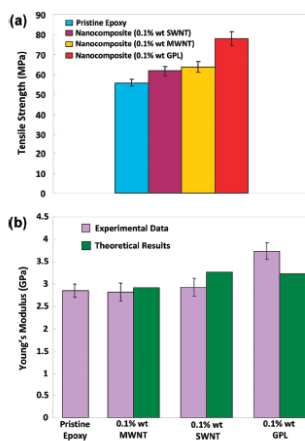 (a)
Pristine Epoxy
Nanocomposite (0.1% wt SWNT)
Nanocomposite (0.1% wt MWNT)
Nanocomposite (0.1% wt GPL)
Tensile Strength (MPa)
90
80
70
60
50
40
30
20
10
0
(b)
Experimental Data
Theoretical Results
Young's Modulus (GPa)
4.5
4
3.5
3
2.5
2
1.5
1
0.5
0
Pristine Epoxy
0.1% wt MWNT
0.1% wt SWNT
0.1% wt GPL